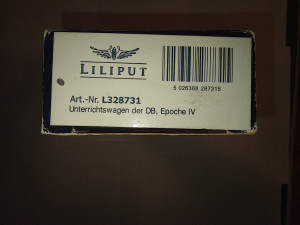 LILIPUT
5 026368 287315
Art.-Nr. L328731
Unterrichtswagen der DB, Epoche IV